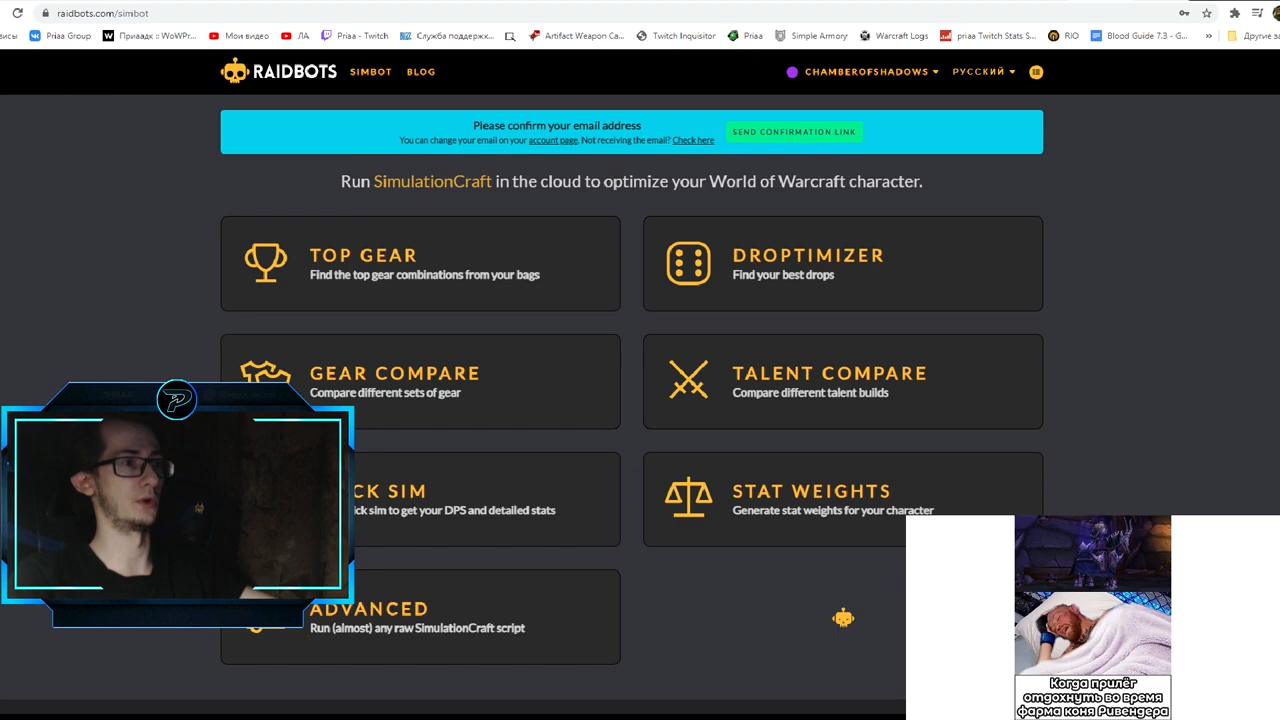 raidbots.com/simbot
Priaa Group
Приаадк :: WoWPr...
Мои видео
ЛА
Priaa - Twitch
Служба поддержк...
Artifact Weapon Ca...
Twitch Inquisitor
Priaa
Simple Armory
Warcraft Logs
priaa Twitch Stats S...
RIO
Blood Guide 7.3 - G...
»
Другие за
RAIDBOTS
SIMBOT
BLOG
CHAMBEROFSHADOWS
РУССКИЙ
Please confirm your email address
You can change your email on your account page. Not receiving the email? Check here
SEND CONFIRMATION LINK
Run SimulationCraft in the cloud to optimize your World of Warcraft character.
TOP GEAR
Find the top gear combinations from your bags
DROPTIMIZER
Find your best drops
GEAR COMPARE
Compare different sets of gear
TALENT COMPARE
Compare different talent builds
CK SIM
ick sim to get your DPS and detailed stats
STAT WEIGHTS
Generate stat weights for your character
ADVANCED
Run (almost) any raw SimulationCraft script
Когда прилёг
отдохнуть во время
фарма коня Ривендера